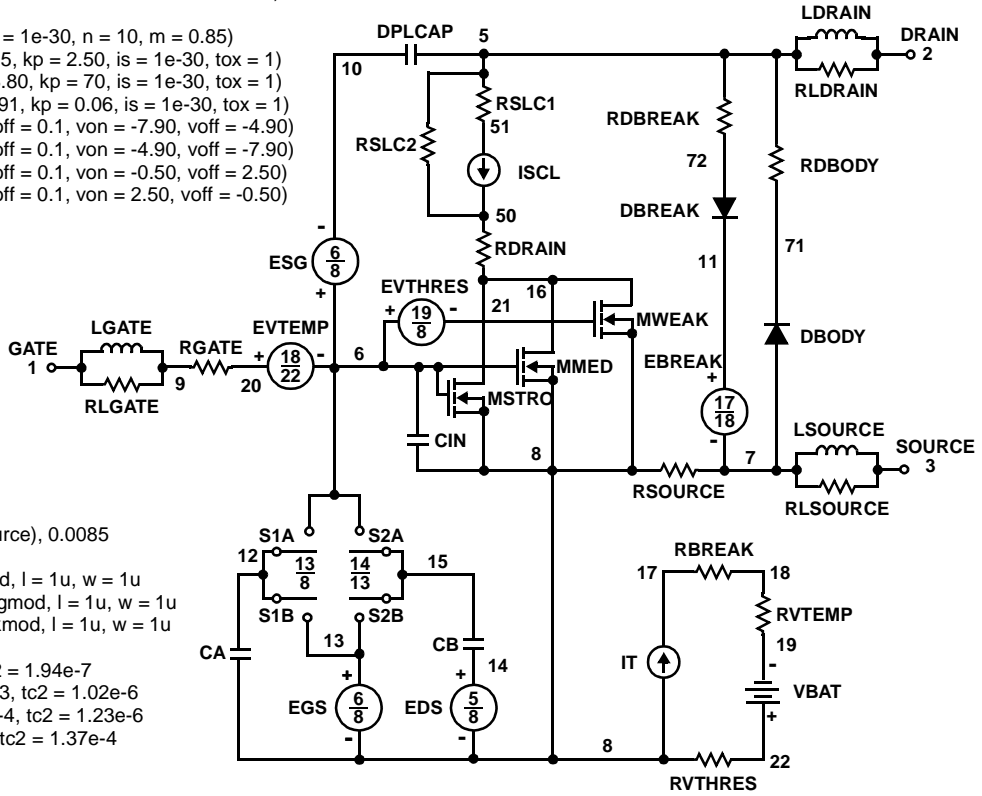 = 1e-30, n = 10, m = 0.85)
5, kp = 2.50, is = 1e-30, tox = 1)
.80, kp = 70, is = 1e-30, tox = 1)
91, kp = 0.06, is = 1e-30, tox = 1)
off = 0.1, von = -7.90, voff = -4.90)
off = 0.1, von = -4.90, voff = -7.90)
off = 0.1, von = -0.50, voff = 2.50)
off = 0.1, von = 2.50, voff = -0.50)
LDRAIN
DPLCAP 5 DRAIN
10 2
RLDRAIN
RSLC1
RDBREAK
51
RSLC2
72 RDBODY
ISCL
DBREAK
50
- RDRAIN 71
6
8
ESG 11
+
EVTHRES 16
+ 19 - 21 MWEAK
8
LGATE EVTEMP
GATE RGATE + 18 - 6 EBREAK DBODY
1 22 MMED +
9 20
MSTRO 17
18
RLGATE -
LSOURCE
CIN SOURCE
8 7 3
RSOURCE
RLSOURCE
urce), 0.0085
S1A S2A
12 13 14 15
8 13
RBREAK
17 18
d, l = 1u, w = 1u
gmod, l = 1u, w = 1u
kmod, l = 1u, w = 1u
S1B S2B
RVTEMP
13 CB 19
CA 14 IT -
2 = 1.94e-7
3, tc2 = 1.02e-6
-4, tc2 = 1.23e-6
tc2 = 1.37e-4
+ + VBAT
EGS 6 EDS 5
8 8 +
- - 8
22
RVTHRES